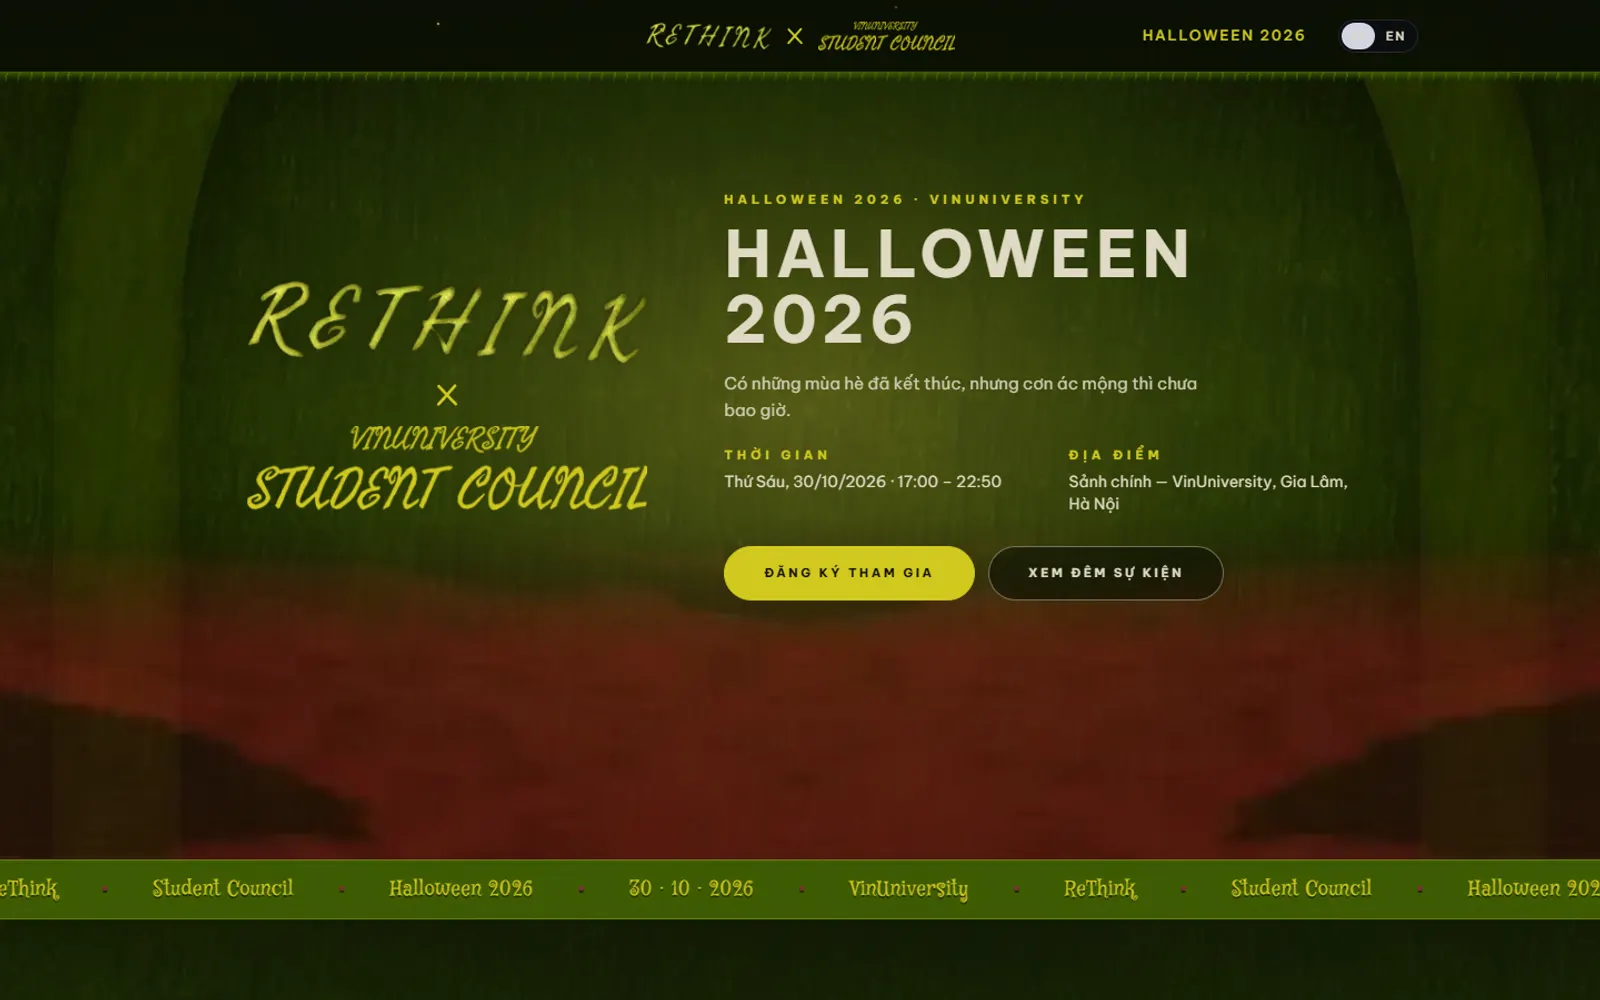 RETHINK X VINUNIVERSITY STUDENT COUNCIL
HALLOWEEN 2026
EN
RETHINK
X
VINUNIVERSITY
STUDENT COUNCIL
HALLOWEEN 2026 · VINUNIVERSITY
HALLOWEEN
2026
Có những mùa hè đã kết thúc, nhưng cơn ác mộng thì chưa
bao giờ.
THỜI GIAN
Thứ Sáu, 30/10/2026 · 17:00 – 22:50
ĐỊA ĐIỂM
Sảnh chính — VinUniversity, Gia Lâm,
Hà Nội
ĐĂNG KÝ THAM GIA
XEM ĐÊM SỰ KIỆN
eThink • Student Council • Halloween 2026 • 30 · 10 · 2026 • VinUniversity • ReThink • Student Council • Halloween 202